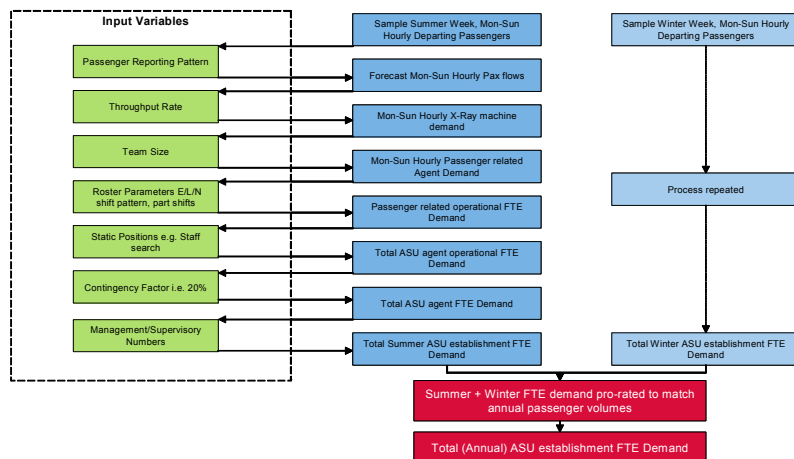 Input Variables
Sample Summer Week, Mon-Sun
Hourly Departing Passengers
Sample Winter Week, Mon-Sun Hourly
Departing Passengers
Passenger Reporting Pattern
Forecast Mon-Sun Hourly Pax flows
Throughput Rate
Mon-Sun Hourly X-Ray machine
demand
Team Size
Mon-Sun Hourly Passenger related
Agent Demand
Roster Parameters E/L/N
shift pattern, part shifts
Process repeated
Passenger related operational FTE
Demand
Static Positions e.g. Staff
search
Total ASU agent operational FTE
Demand
Contingency Factor i.e. 20%
Total ASU agent FTE Demand
Management/Supervisory
Numbers
Total Summer ASU establishment FTE
Demand
Total Winter ASU establishment FTE
Demand
Summer + Winter FTE demand pro-rated to match
annual passenger volumes
Total (Annual) ASU establishment FTE Demand